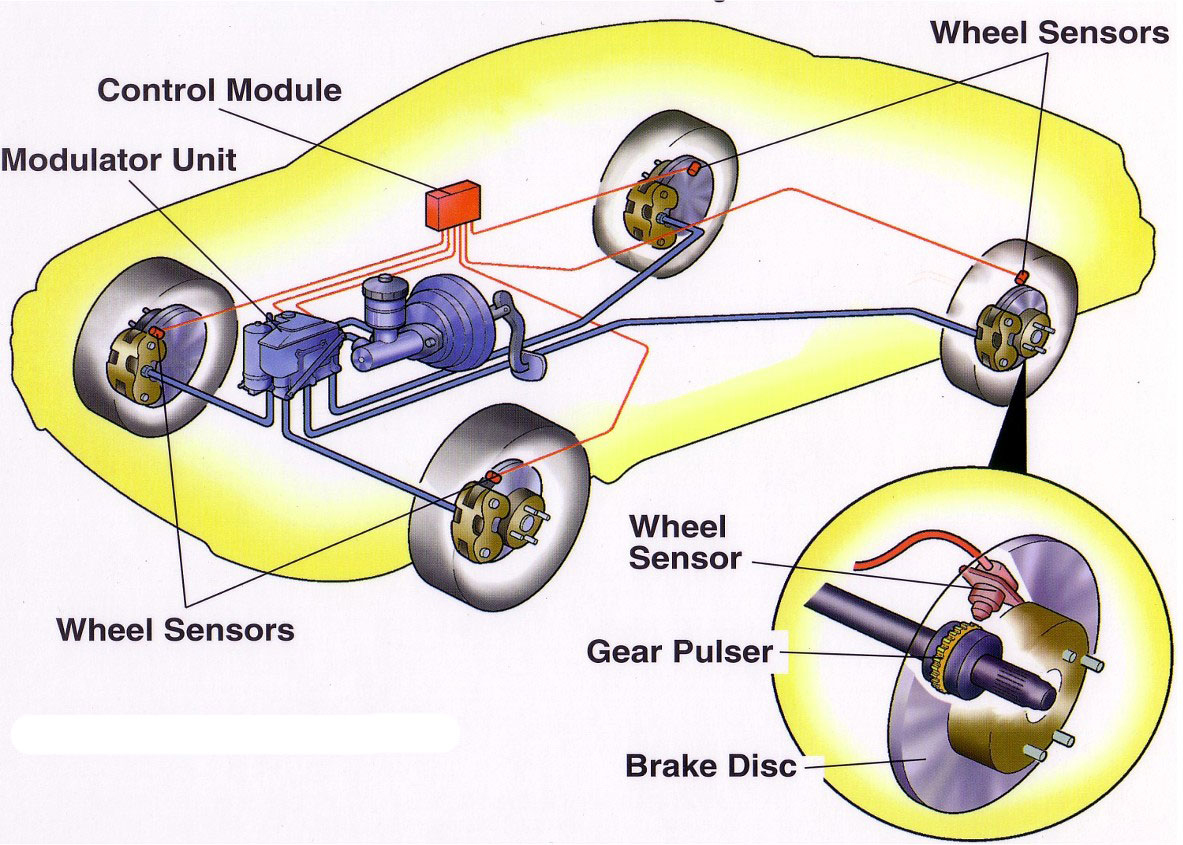 Wheel Sensors
Control Module
Modulator Unit
Wheel
Sensor
Wheel Sensors
Gear Pulser
Brake Disc